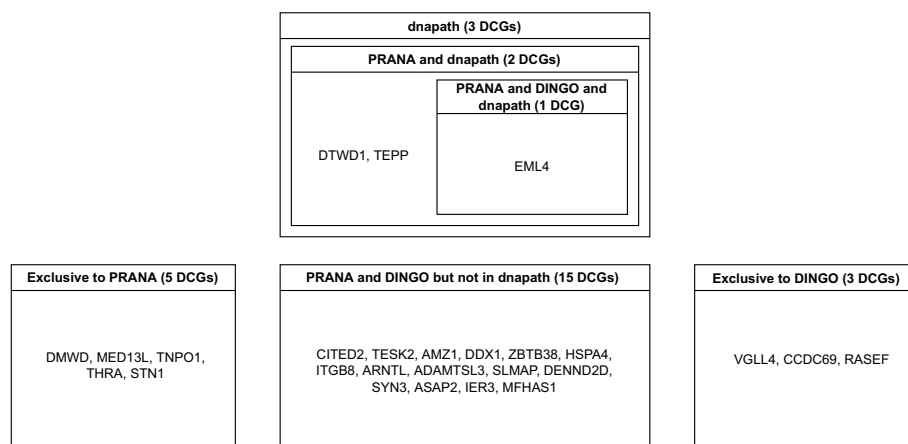 dnapath (3 DCGs)
PRANA and dnapath (2 DCGs)
PRANA and DINGO and
dnapath (1 DCG)
DTWD1, TEPP
EML4
Exclusive to PRANA (5 DCGs)
DMWD, MED13L, TNPO1,
THRA, STN1
PRANA and DINGO but not in dnapath (15 DCGs)
CITED2, TESK2, AMZ1, DDX1, ZBTB38, HSPA4,
ITGB8, ARNTL, ADAMTSL3, SLMAP, DENND2D,
SYN3, ASAP2, IER3, MFHAS1
Exclusive to DINGO (3 DCGs)
VGLL4, CCDC69, RASEF